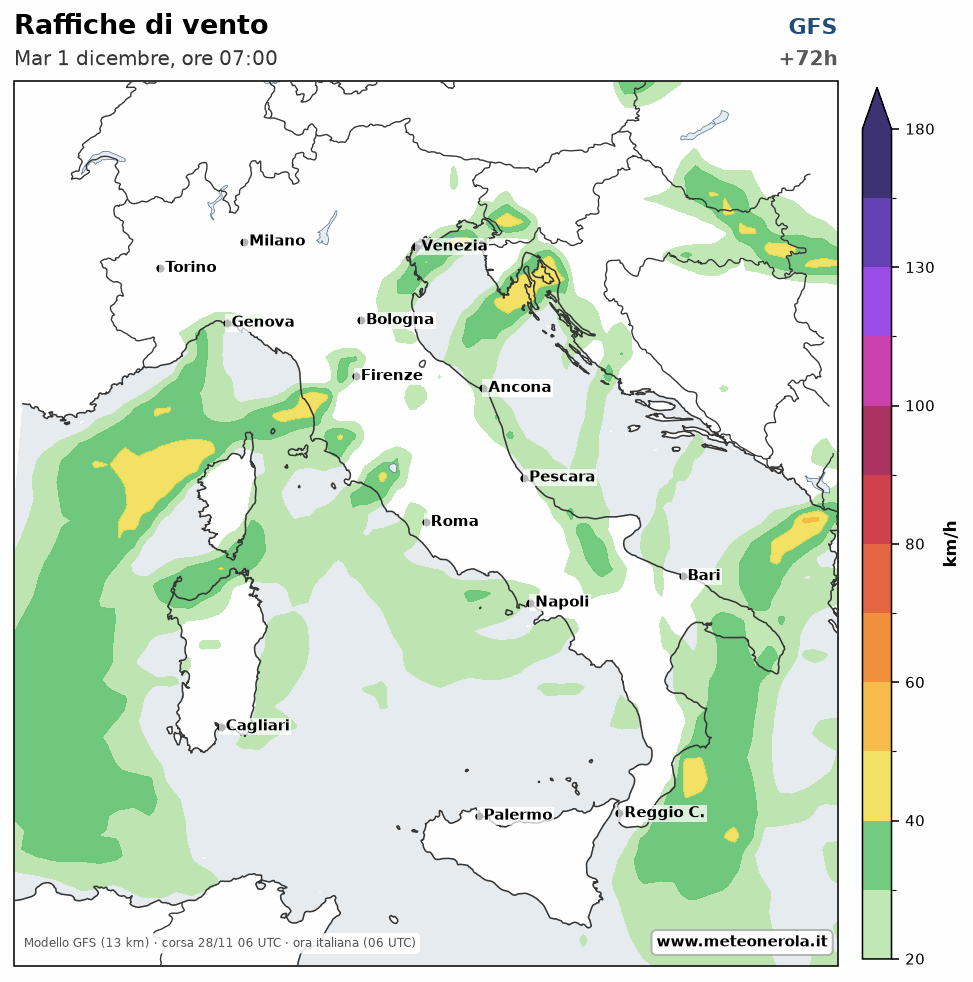 Raffiche di vento
GFS
Mar 1 dicembre, ore 07:00
+72h
180
130
100
80
60
40
20
km/h
Milano
Venezia
Torino
Genova
Bologna
Firenze
Ancona
Pescara
Roma
Bari
Napoli
Cagliari
Palermo
Reggio C.
Modello GFS (13 km) · corsa 28/11 06 UTC · ora italiana (06 UTC)
www.meteonerola.it